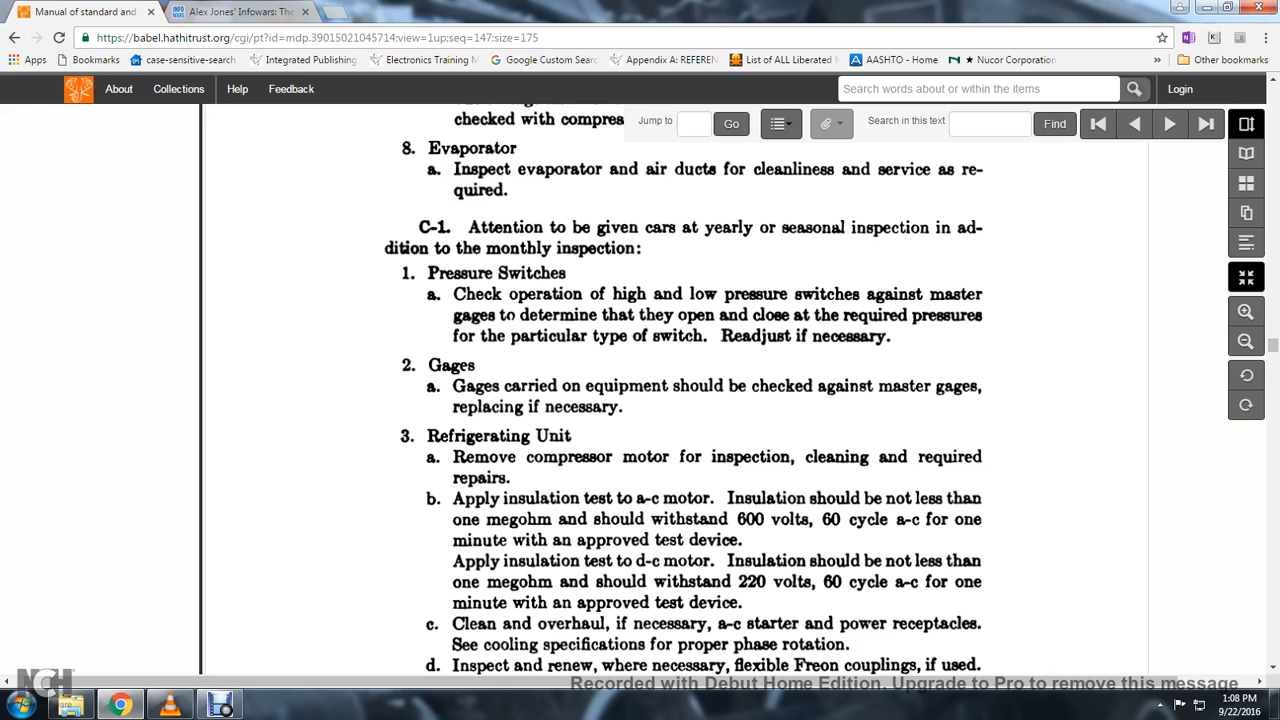 Manual of standard and
Alex Jones' Infowars: The
https://babel.hathitrust.org/cgi/pt?id=mdp.39015021045714;view=1up;seq=147;size=175
Apps
Bookmarks
case-sensitive-search
Integrated Publishing
Electronics Training M
Google Custom Searc
Appendix A: REFEREN
List of ALL Liberated
AASHTO - Home
Nucor Corporation
»
Other bookmarks
About
Collections
Help
Feedback
Search words about or within the items
Login
Jump to
Go
Search in this text
Find
checked with compres
8. Evaporator
a. Inspect evaporator and air ducts for cleanliness and service as re-
quired.
C-1. Attention to be given cars at yearly or seasonal inspection in ad-
dition to the monthly inspection:
1. Pressure Switches
a. Check operation of high and low pressure switches against master
gages to determine that they open and close at the required pressures
for the particular type of switch. Readjust if necessary.
2. Gages
a. Gages carried on equipment should be checked against master gages,
replacing if necessary.
3. Refrigerating Unit
a. Remove compressor motor for inspection, cleaning and required
repairs.
b. Apply insulation test to a-c motor. Insulation should be not less than
one megohm and should withstand 600 volts, 60 cycle a-c for one
minute with an approved test device.
Apply insulation test to d-c motor. Insulation should be not less than
one megohm and should withstand 220 volts, 60 cycle a-c for one
minute with an approved test device.
c. Clean and overhaul, if necessary, a-c starter and power receptacles.
See cooling specifications for proper phase rotation.
d. Inspect and renew, where necessary, flexible Freon couplings, if used.
NCH
Recorded with Debut Home Edition. Upgrade to Pro to remove this message
1:08 PM
9/22/2016